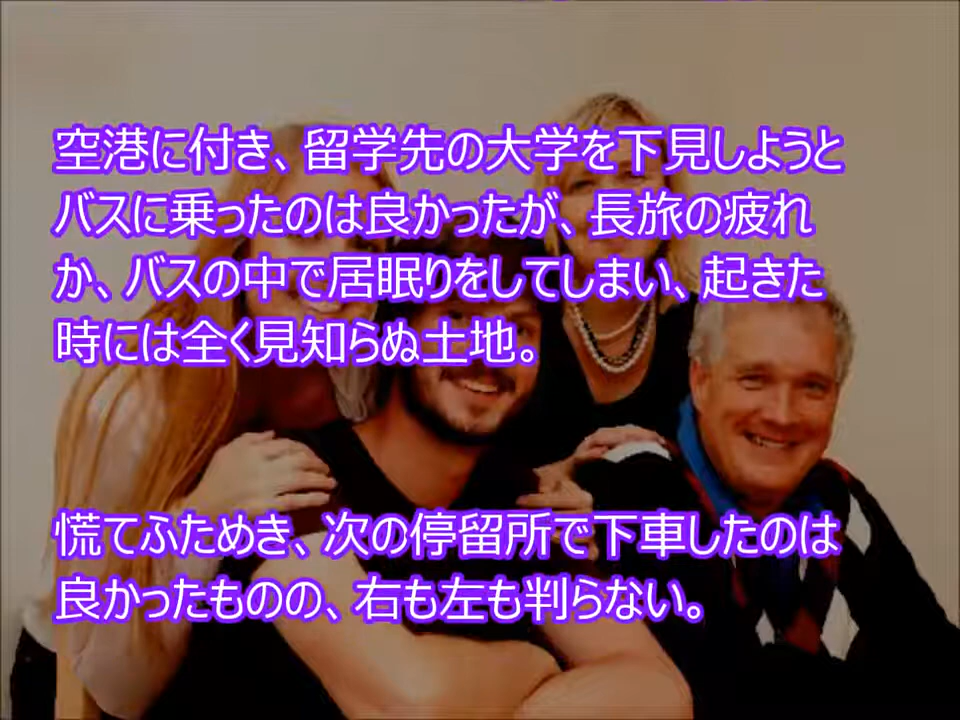 空港に付き、留学先の大学を下見しようと
バスに乗ったのは良かったが、長旅の疲れ
か、バスの中で居眠りをしてしまい、起きた
時には全く見知らぬ土地。
慌てふためき、次の停留所で下車したのは
良かったものの、右も左も判らない。